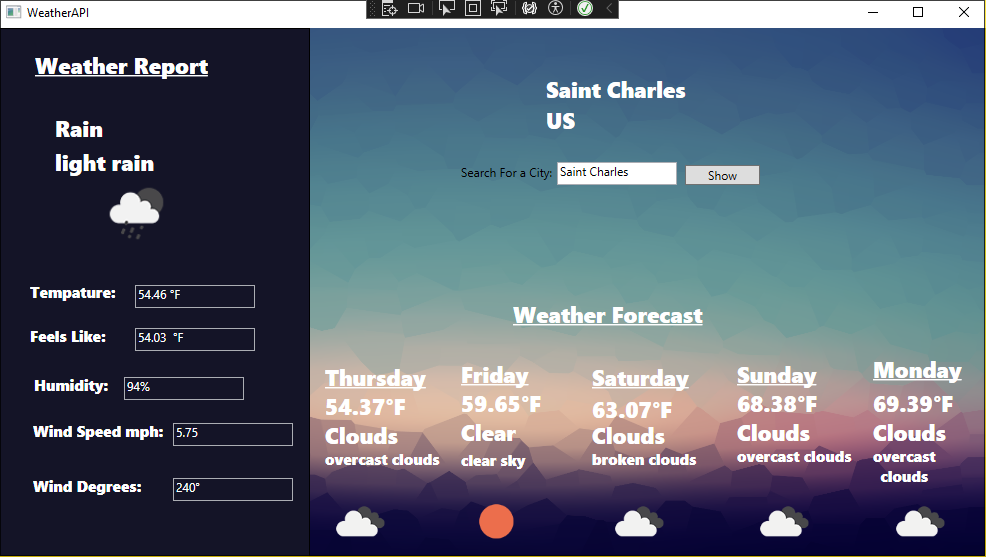 WeatherAPI
Weather Report
Rain
light rain
Tempature: 54.46 °F
Feels Like: 54.03 °F
Humidity: 94%
Wind Speed mph: 5.75
Wind Degrees: 240°
Saint Charles
US
Search For a City: Saint Charles Show
Weather Forecast
Thursday
54.37°F
Clouds
overcast clouds
Friday
59.65°F
Clear
clear sky
Saturday
63.07°F
Clouds
broken clouds
Sunday
68.38°F
Clouds
overcast clouds
Monday
69.39°F
Clouds
overcast
clouds